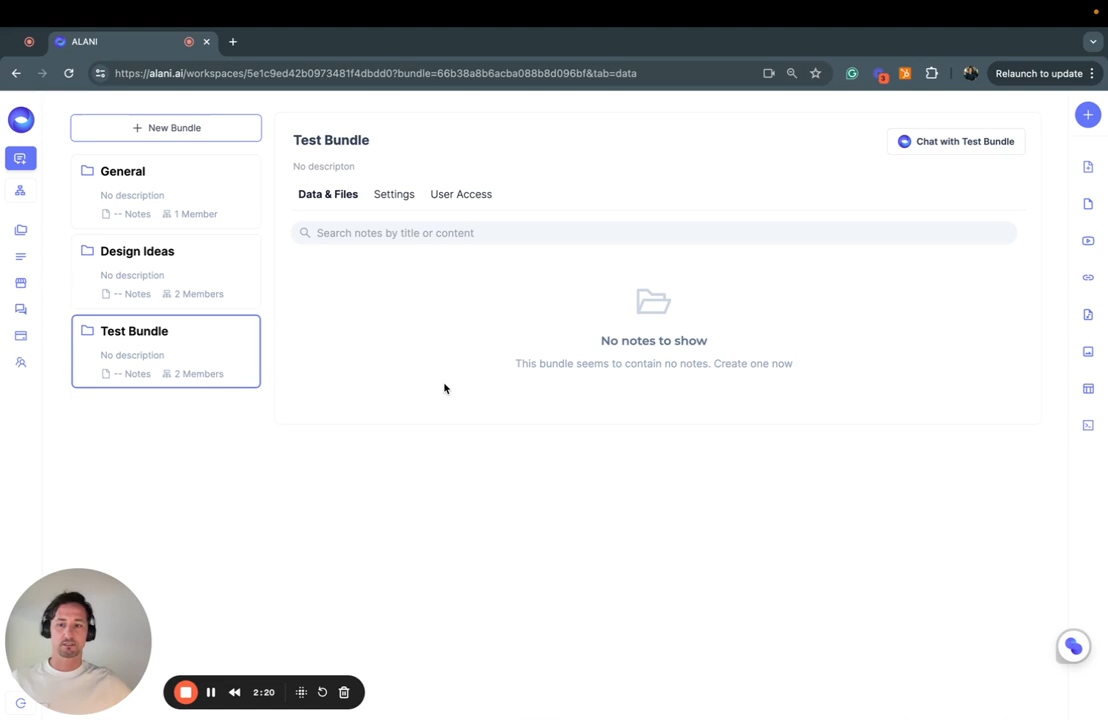 ALANI
https://alani.ai/workspaces/5e1c9ed42b0973481f4dbdd0?bundle=66b38a8b6acba088b8d096bf&tab=data
3
Relaunch to update
New Bundle
General
No description
-- Notes 1 Member
Design Ideas
No description
-- Notes 2 Members
Test Bundle
No description
-- Notes 2 Members
Test Bundle
No descripton
Chat with Test Bundle
Data & Files Settings User Access
Search notes by title or content
No notes to show
This bundle seems to contain no notes. Create one now
2:20